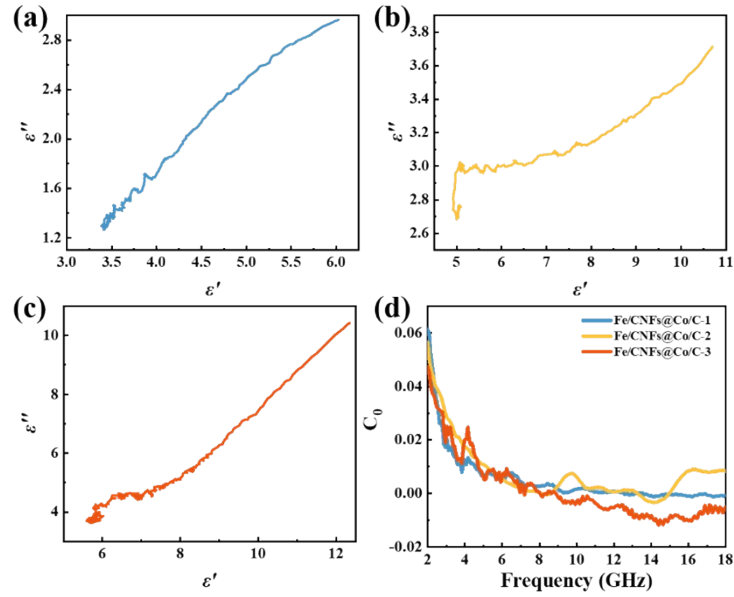 (a)
2.8
2.4
2.0
1.6
1.2
ε''
3.0 3.5 4.0 4.5 5.0 5.5 6.0
ε'
(b)
3.8
3.6
3.4
3.2
3.0
2.8
2.6
ε''
5 6 7 8 9 10 11
ε'
(c)
10
8
6
4
ε''
6 8 10 12
ε'
(d)
0.06
0.04
0.02
0.00
-0.02
C₀
Fe/CNFs@Co/C-1
Fe/CNFs@Co/C-2
Fe/CNFs@Co/C-3
2 4 6 8 10 12 14 16 18
Frequency (GHz)